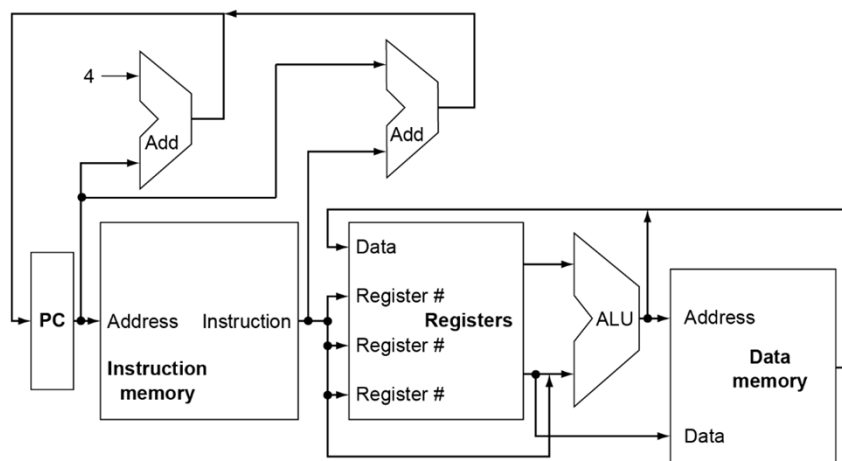 4
Add
Add
PC
Address
Instruction
Instruction
memory
Data
Register #
Registers
Register #
Register #
ALU
Address
Data
memory
Data